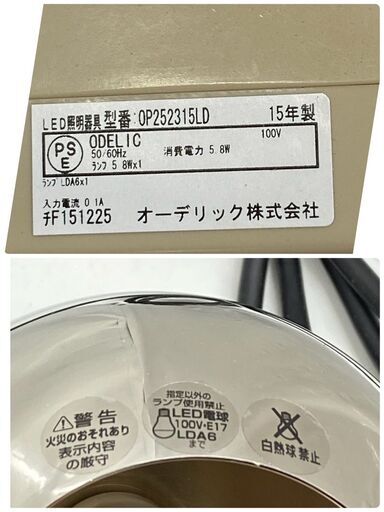 LED照明器具 型番:OP252315LD 15年製
PS
E
ODELIC 100V
50/60Hz 消費電力 5.8W
ランプ 5.8W×1
ランプ LDA6×1
入力電流 0.1A
チF151225 オーデリック株式会社
警告
火災のおそれあり
表示内容
の厳守
指定以外の
ランプ使用禁止
LED電球
100V・E17
LDA6
まで
白熱球禁止